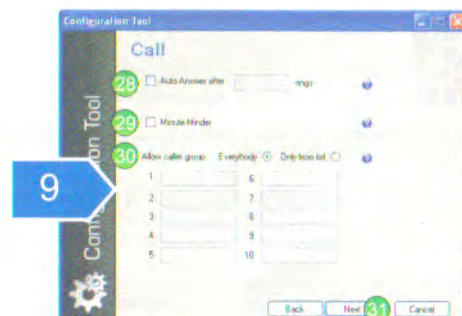 Configuration Tool
Call
28 Auto Answer after rings
29 Minute Minder
30 Allow caller group Everybody Only from list
1 6
2 7
3 8
4 9
5 10
9
Configuration Tool
Back Next 31 Cancel